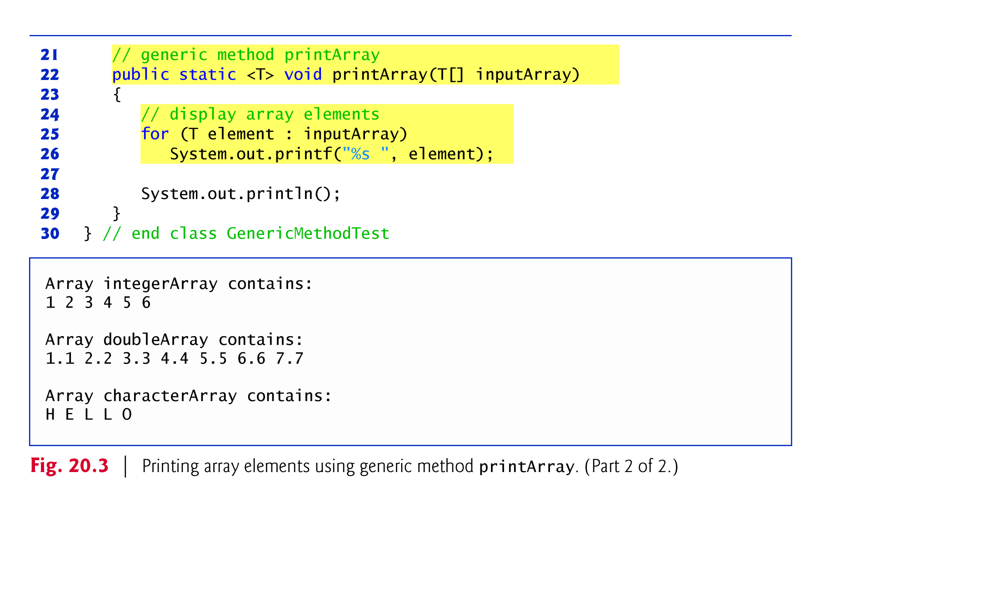 21 // generic method printArray
22 public static <T> void printArray(T[] inputArray)
23 {
24 // display array elements
25 for (T element : inputArray)
26 System.out.printf("%s ", element);
27
28 System.out.println();
29 }
30 } // end class GenericMethodTest
Array integerArray contains:
1 2 3 4 5 6
Array doubleArray contains:
1.1 2.2 3.3 4.4 5.5 6.6 7.7
Array characterArray contains:
H E L L O
Fig. 20.3 | Printing array elements using generic method printArray. (Part 2 of 2.)